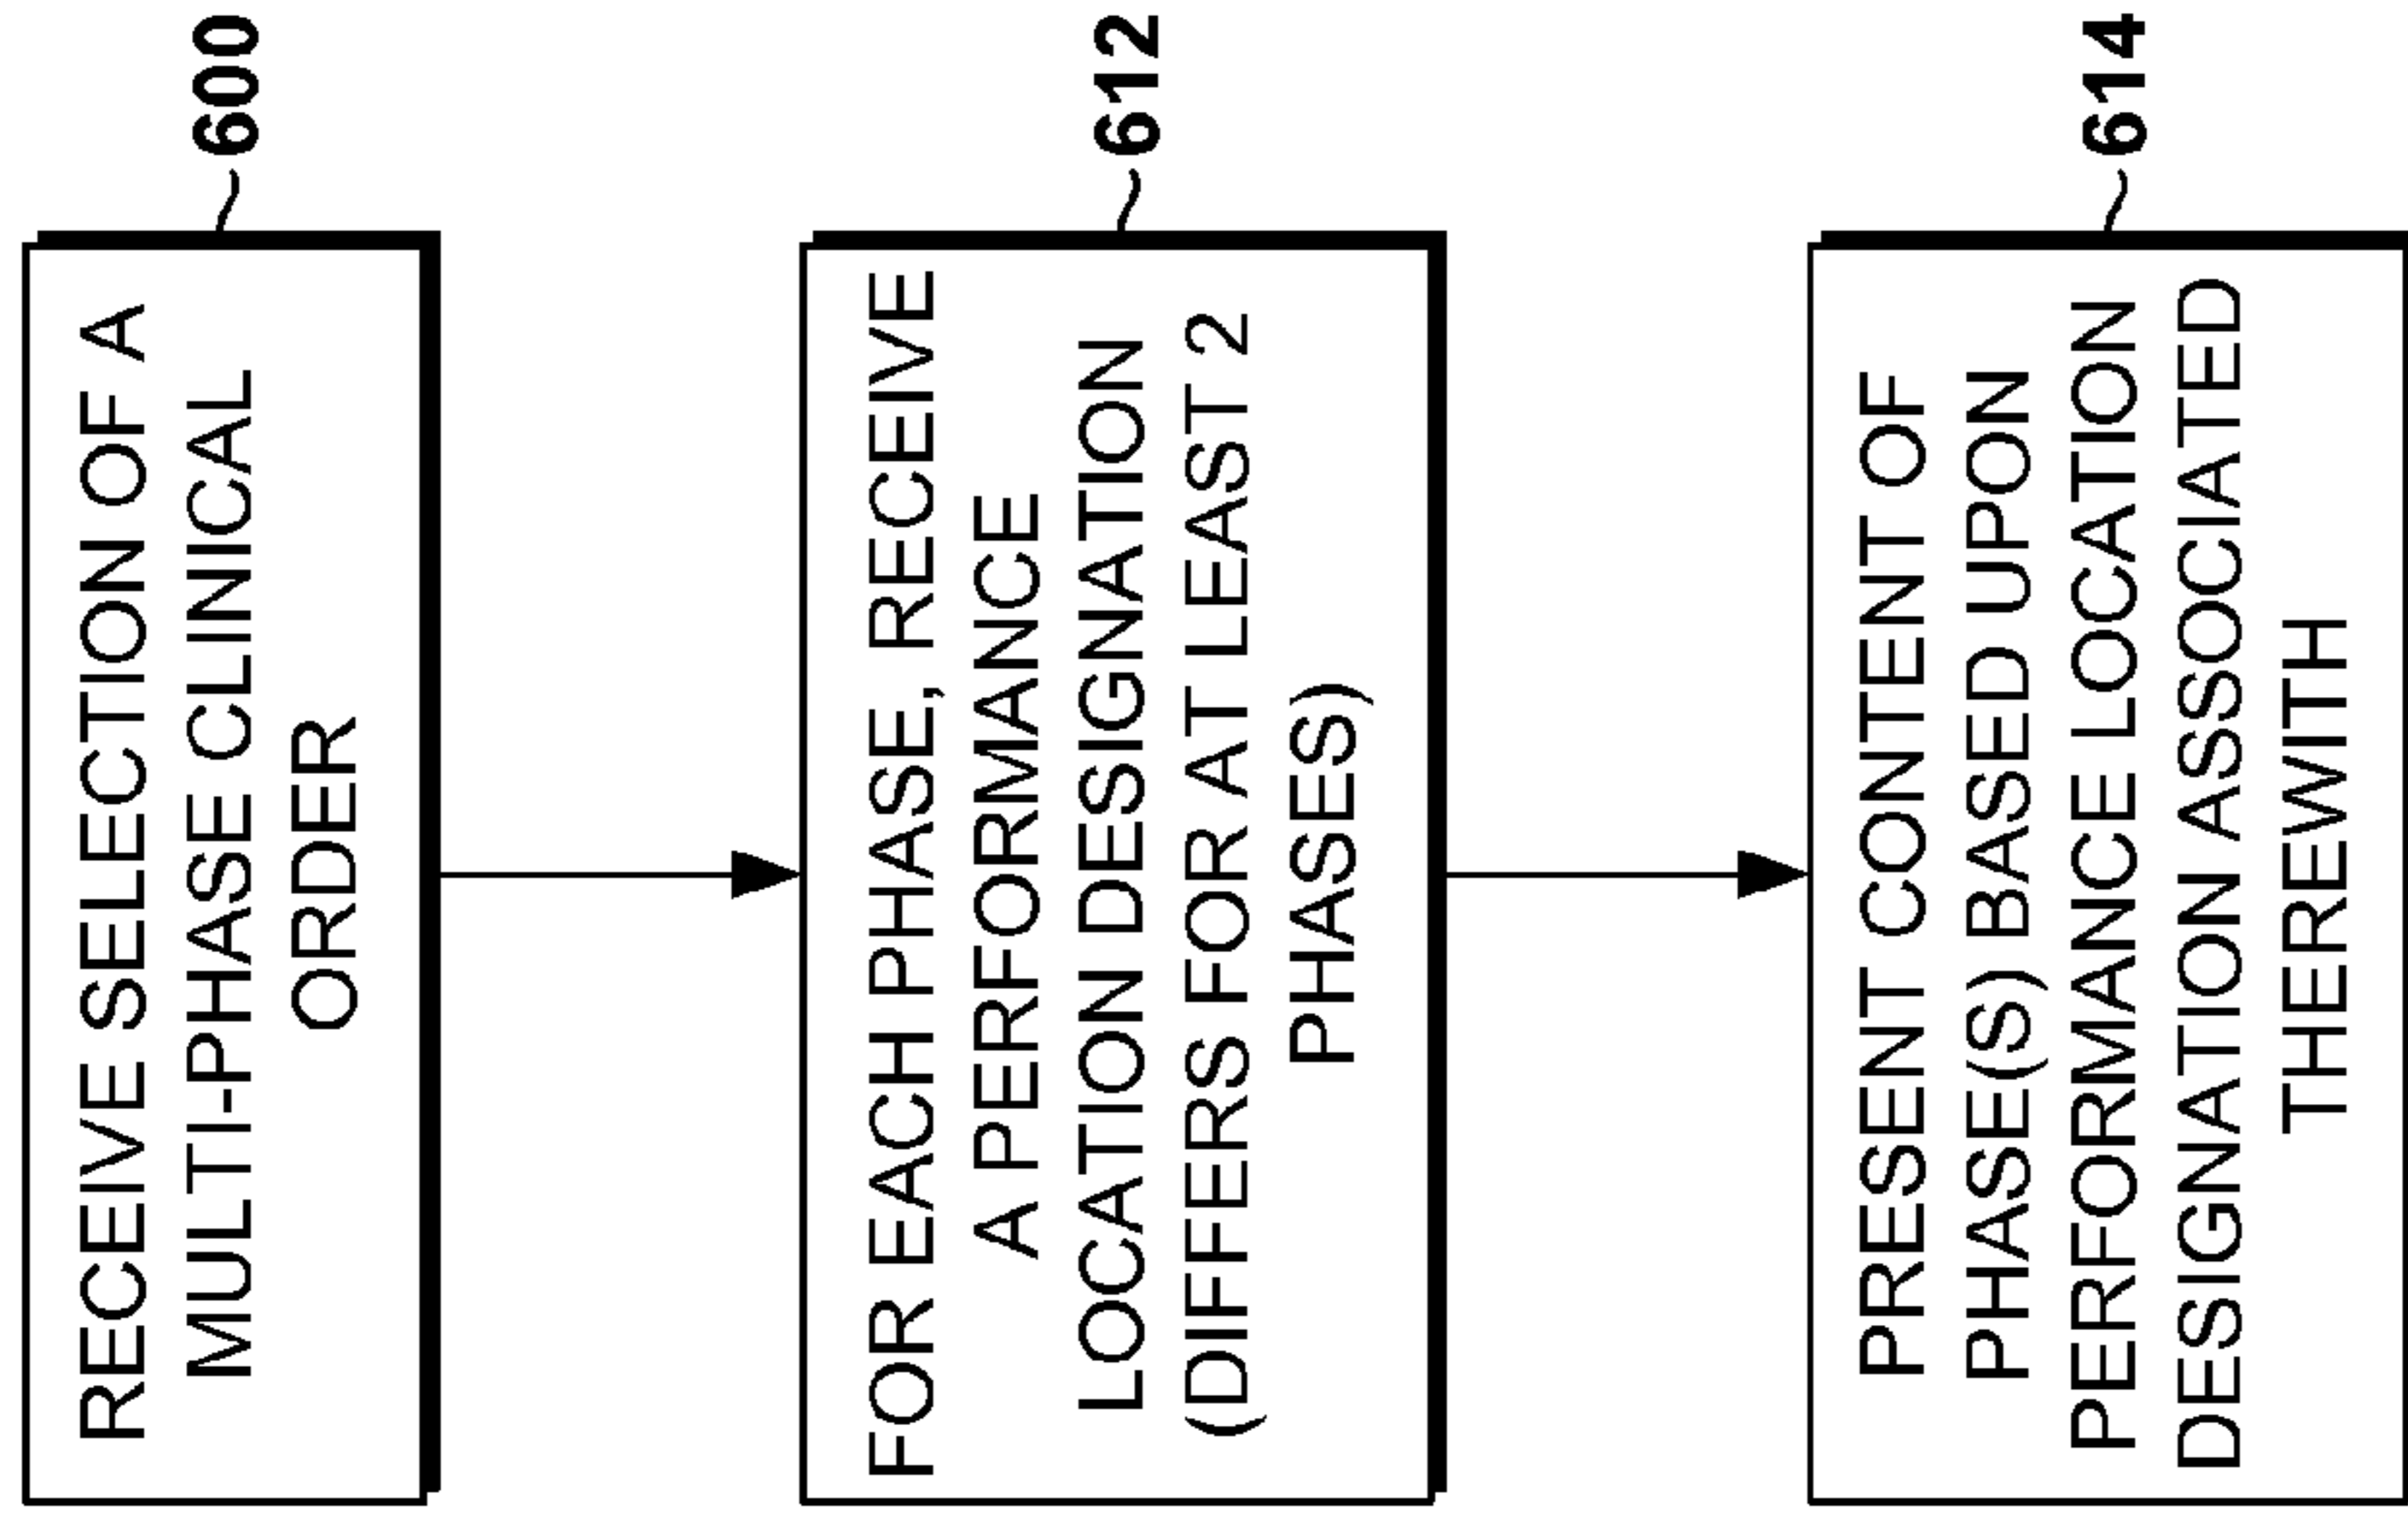 RECEIVE SELECTION OF A
MULTI-PHASE CLINICAL
ORDER
600
FOR EACH PHASE, RECEIVE
A PERFORMANCE
LOCATION DESIGNATION
(DIFFERS FOR AT LEAST 2
PHASES)
612
PRESENT CONTENT OF
PHASE(S) BASED UPON
PERFORMANCE LOCATION
DESIGNATION ASSOCIATED
THEREWITH
614